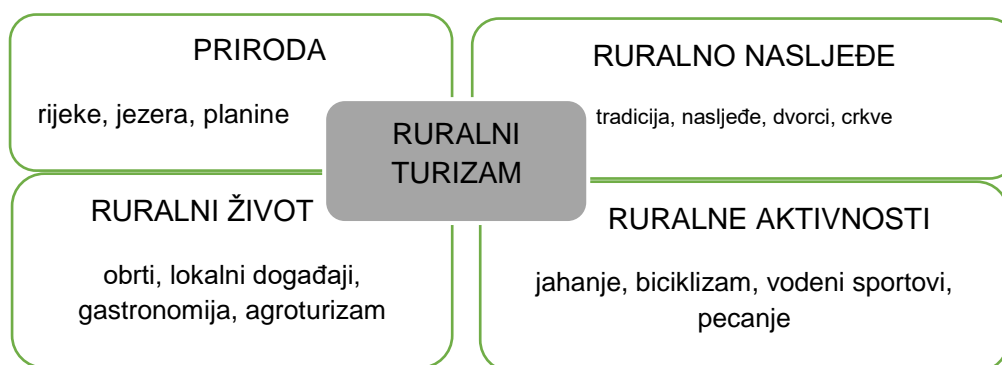 PRIRODA
rijeke, jezera, planine
RURALNO NASLJEĐE
tradicija, nasljeđe, dvorci, crkve
RURALNI
TURIZAM
RURALNI ŽIVOT
obrti, lokalni događaji,
gastronomija, agroturizam
RURALNE AKTIVNOSTI
jahanje, biciklizam, vodeni sportovi,
pecanje